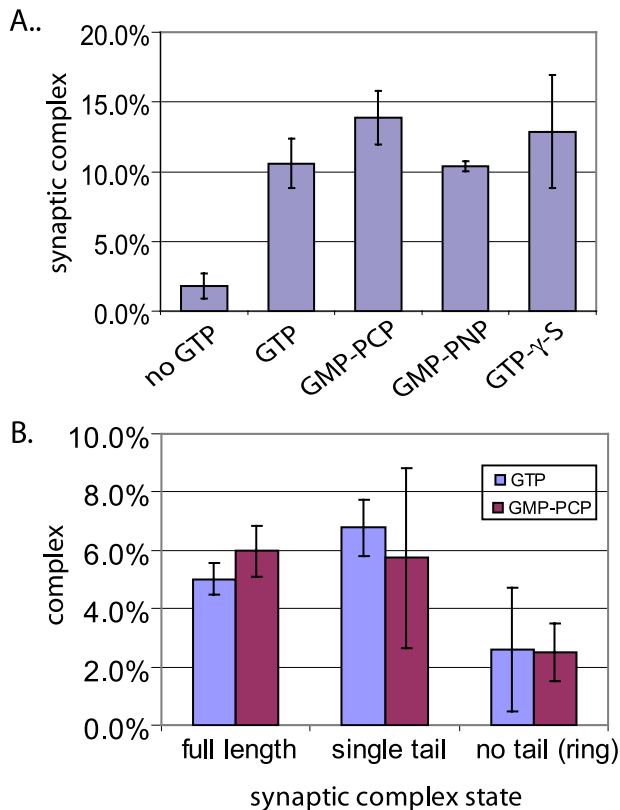 A..
20.0%
15.0%
10.0%
5.0%
0.0%
synaptic complex
no GTP
GTP
GMP-PCP
GMP-PNP
GTP-γ-S
B.
10.0%
8.0%
6.0%
4.0%
2.0%
0.0%
complex
GTP
GMP-PCP
full length
single tail
no tail (ring)
synaptic complex state